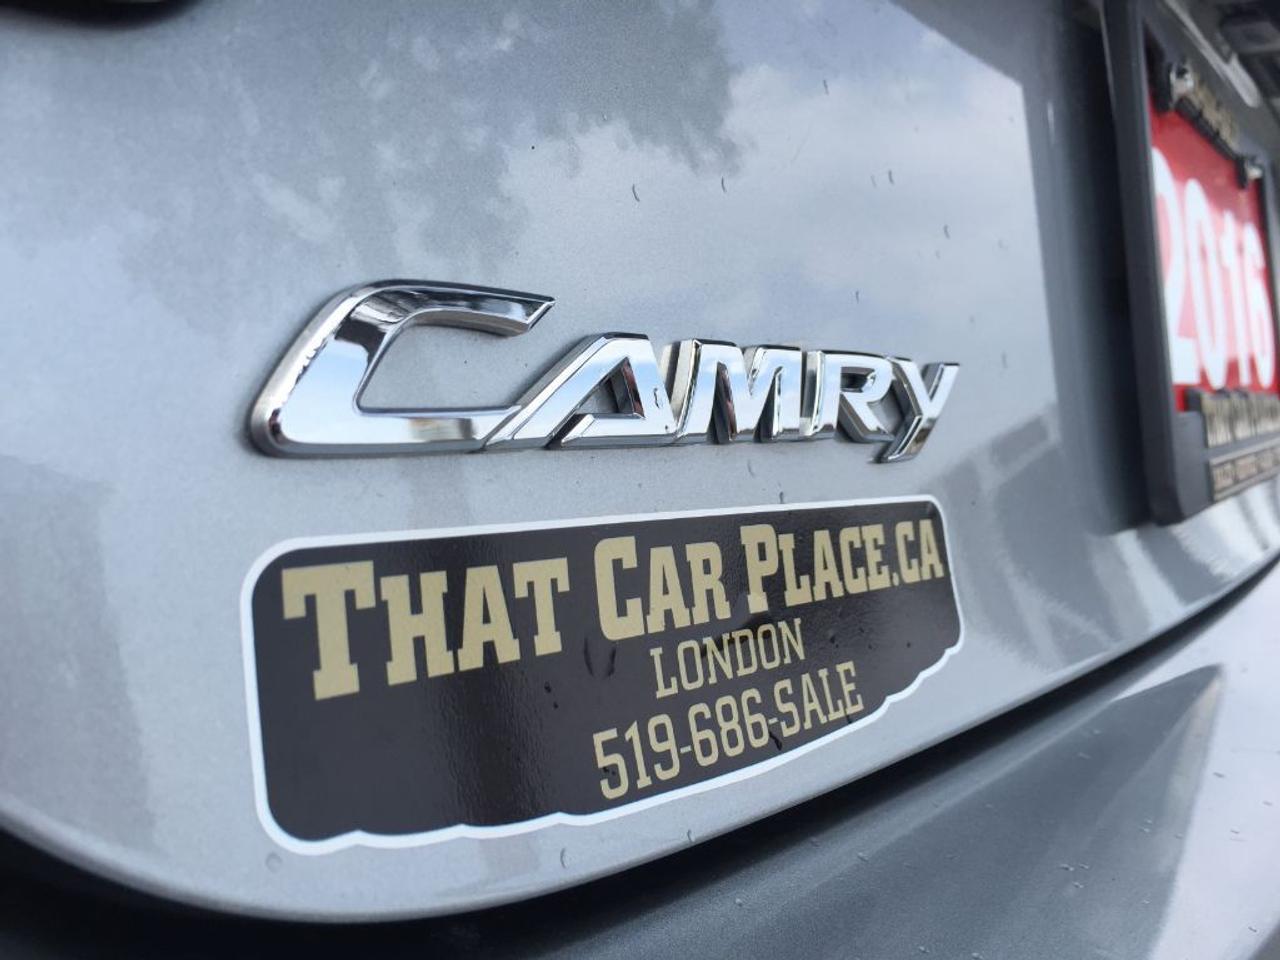 CAMRY
THAT CAR PLACE.CA
LONDON
519-686-SALE
2016